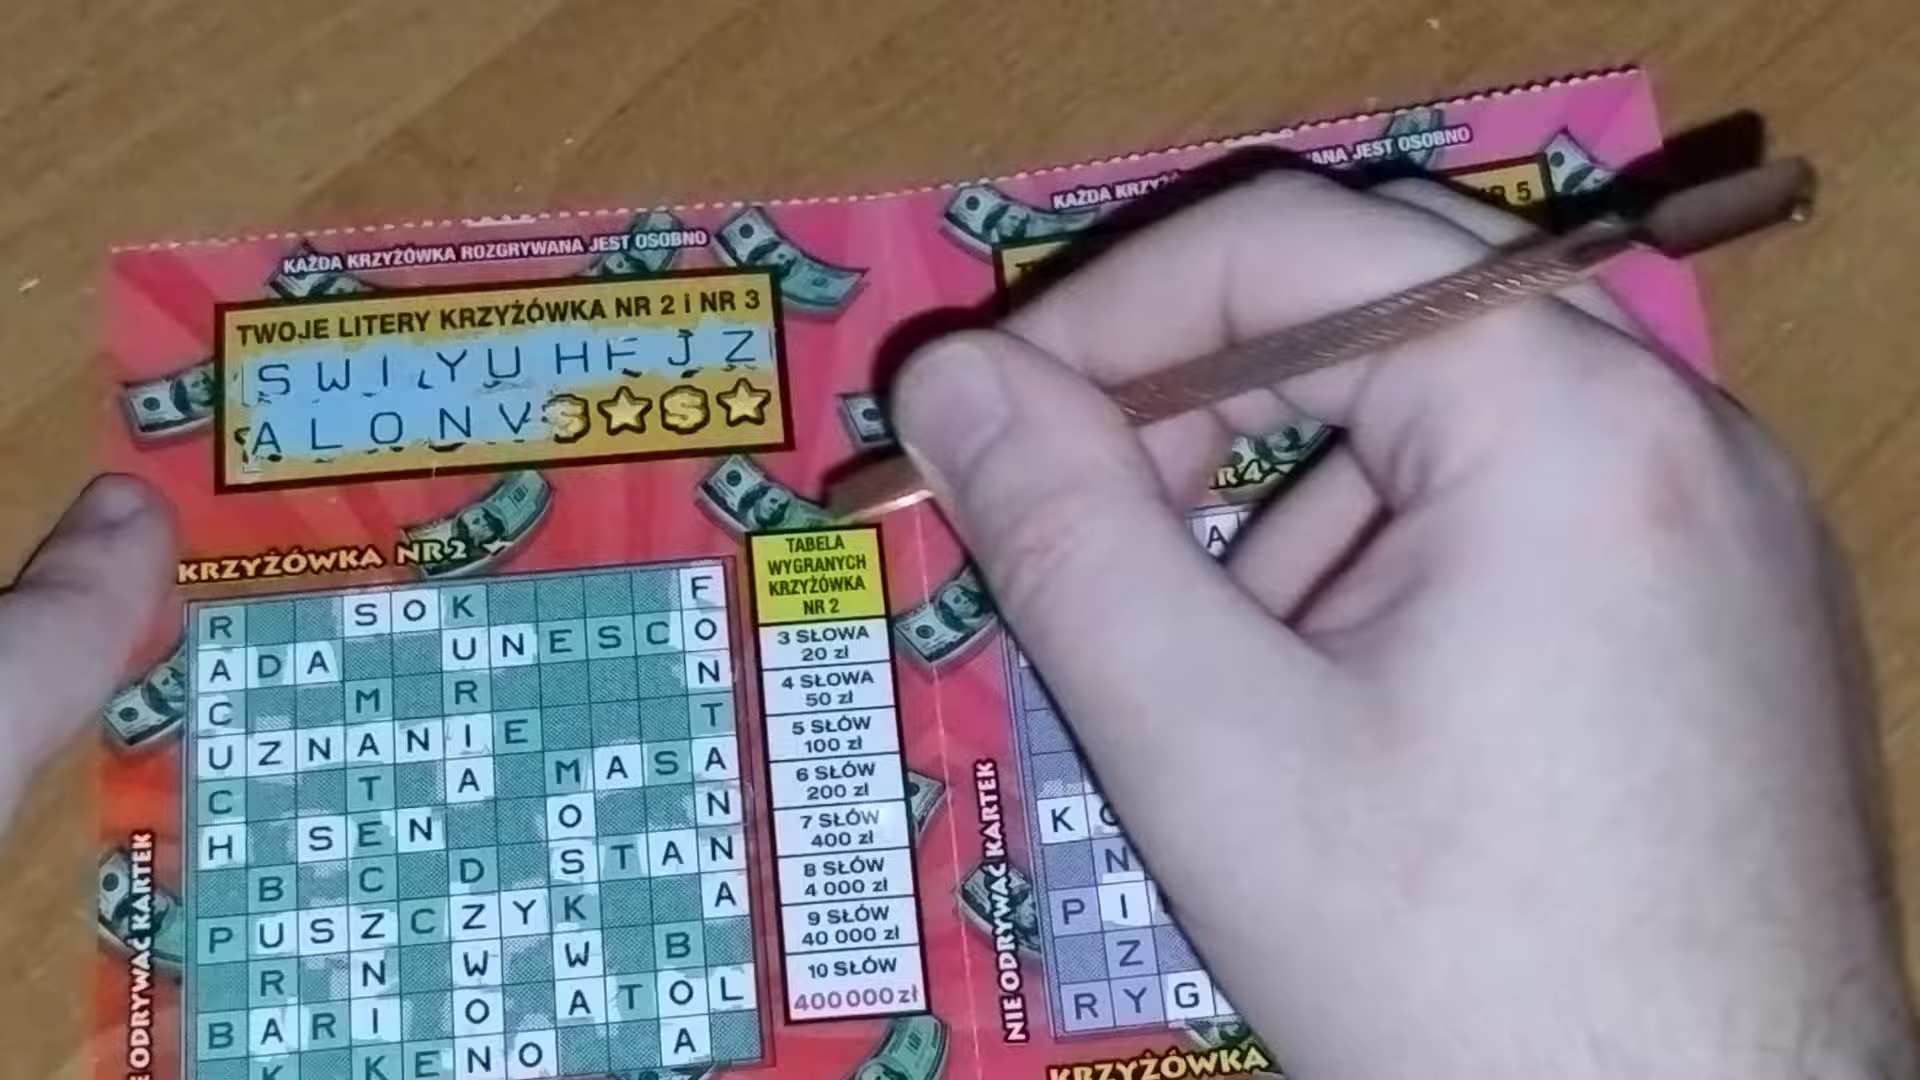 KAŻDA KRZYŻÓWKA ROZGRYWANA JEST OSOBNO
TWOJE LITERY KRZYŻÓWKA NR 2 i NR 3
S W I Y U H F J Z
A L O N V
KRZYŻÓWKA NR 2
R S O K F
A D A U N E S C O
C M R N
U Z N A N I E T
C T A M A S A
H S E N O N
B C D S T A N N
P U S Z C Z Y K A
R N W W B
B A R I O A T O L
K K E N O A
TABELA
WYGRANYCH
KRZYŻÓWKA
NR 2
3 SŁOWA
20 zł
4 SŁOWA
50 zł
5 SŁÓW
100 zł
6 SŁÓW
200 zł
7 SŁÓW
400 zł
8 SŁÓW
4 000 zł
9 SŁÓW
40 000 zł
10 SŁÓW
400 000 zł
NIE ODRYWAĆ KARTEK
KAŻDA JEST OSOBNO
NR 5
NR 4
A
K O
N
P I
Z
R Y G
NIE ODRYWAĆ KARTEK
KRZYŻÓWKA